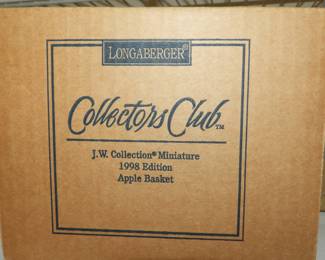 LONGABERGER®
Collectors Club™
J.W. Collection® Miniature
1998 Edition
Apple Basket